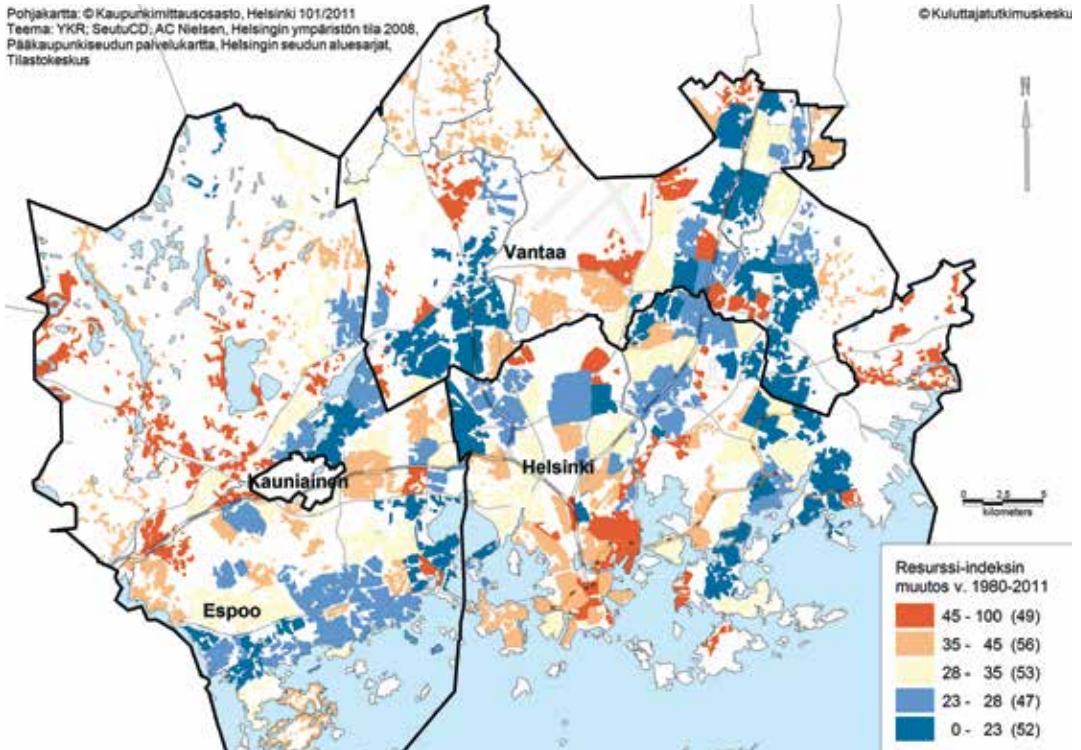 Pohjakartta: © Kaupunkimittausosasto, Helsinki 101/2011
Teema: YKR; SeutuCD; AC Nielsen, Helsingin ympäristön tila 2008,
Pääkaupunkiseudun palvelukartta, Helsingin seudun aluesarjat,
Tilastokeskus
© Kuluttajatutkimuskesku
N
Vantaa
Kauniainen
Helsinki
Espoo
0 2,5 5
kilometers
Resurssi-indeksin
muutos v. 1980-2011
45 - 100 (49)
35 - 45 (56)
28 - 35 (53)
23 - 28 (47)
0 - 23 (52)